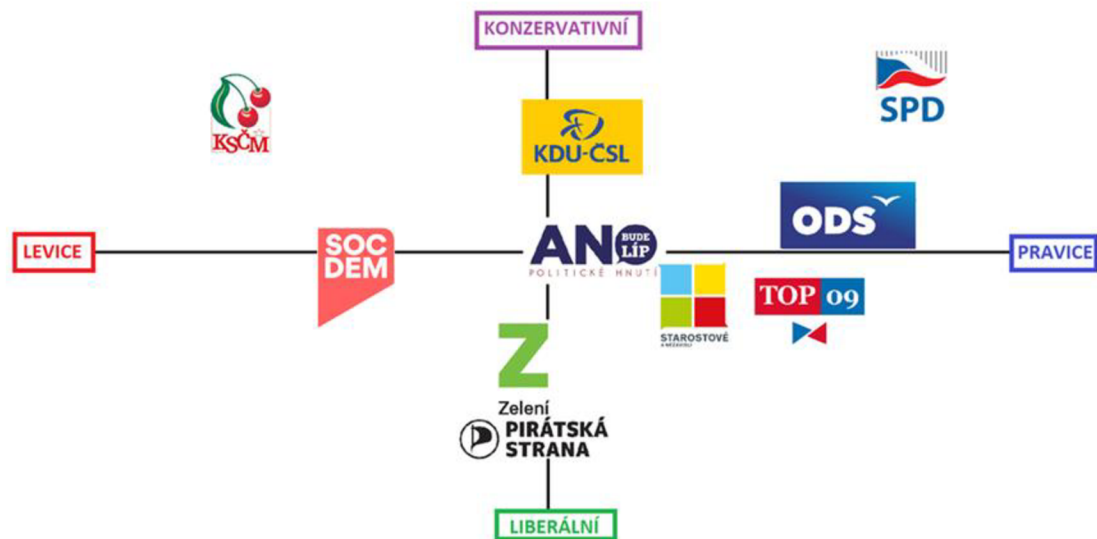 KONZERVATIVNÍ
KSČM
SPD
KDU-ČSL
ODS
LEVICE
SOC
DEM
ANO
BUDE
LÍP
POLITICKÉ HNUTÍ
PRAVICE
TOP 09
STAROSTOVÉ
A NEZÁVISLÍ
Z
Zelení
PIRÁTSKÁ
STRANA
LIBERÁLNÍ